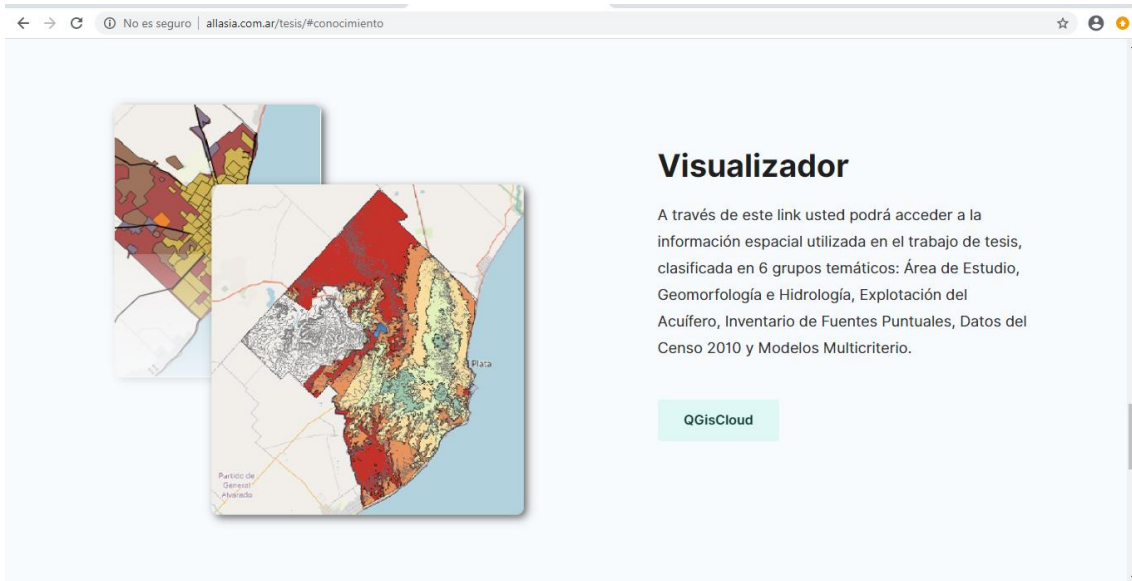 No es seguro | allasia.com.ar/tesis/#conocimiento
Visualizador
A través de este link usted podrá acceder a la
información espacial utilizada en el trabajo de tesis,
clasificada en 6 grupos temáticos: Área de Estudio,
Geomorfología e Hidrología, Explotación del
Acuífero, Inventario de Fuentes Puntuales, Datos del
Censo 2010 y Modelos Multicriterio.
QGisCloud
Plata
Partido de
General
Alvarado